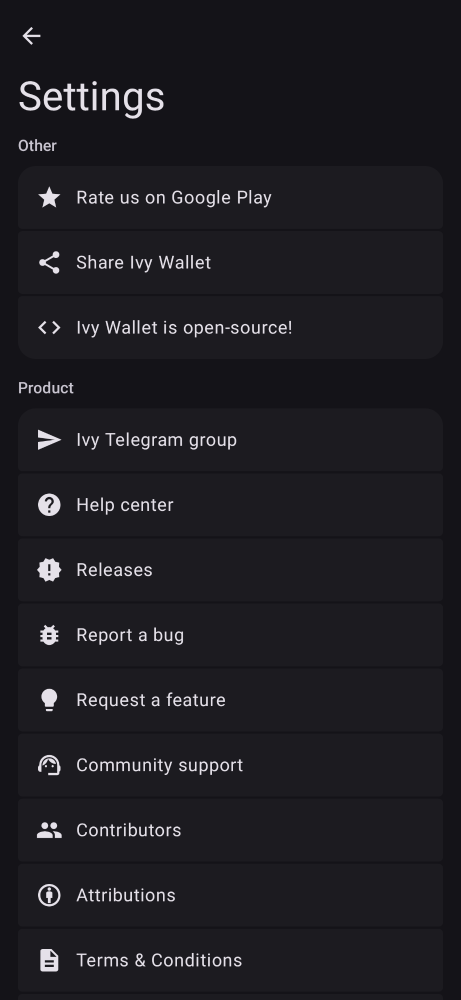 Settings
Other
Rate us on Google Play
Share Ivy Wallet
Ivy Wallet is open-source!
Product
Ivy Telegram group
Help center
Releases
Report a bug
Request a feature
Community support
Contributors
Attributions
Terms & Conditions